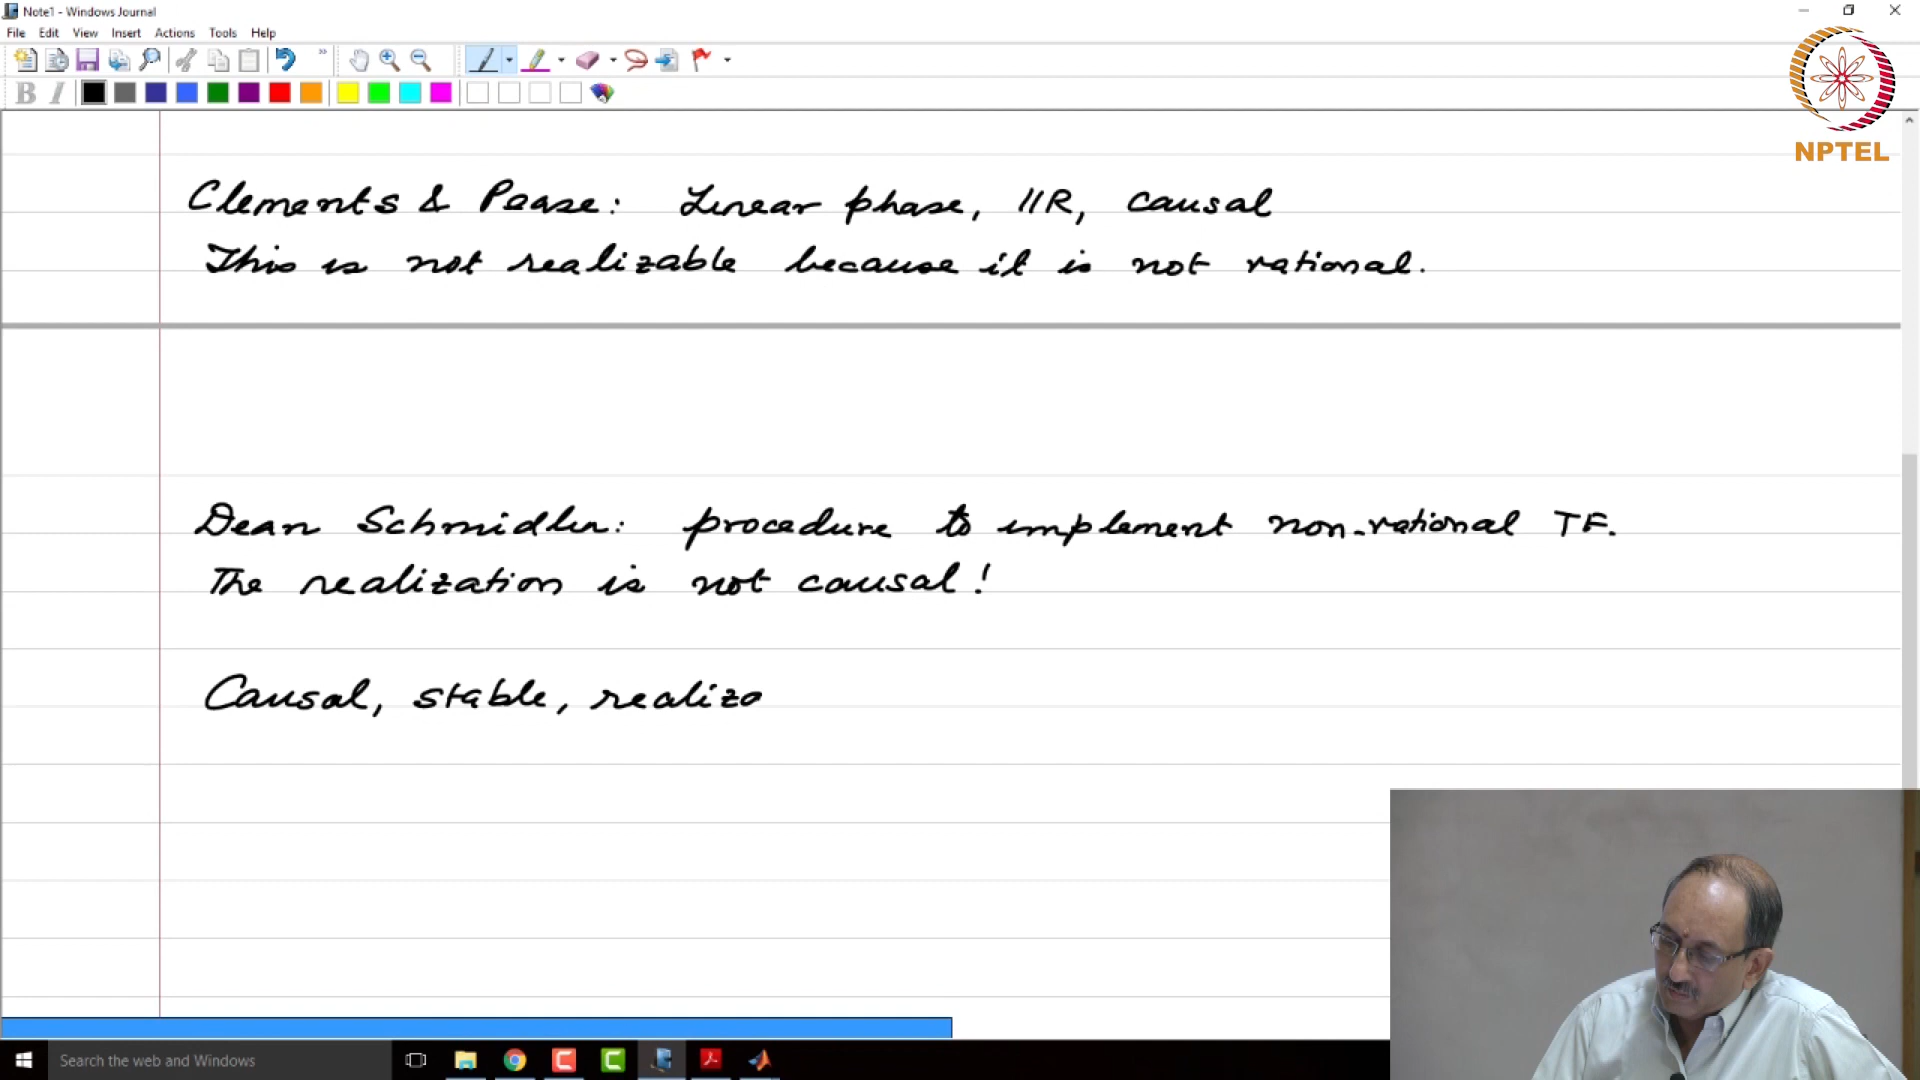 Note1 - Windows Journal
File Edit View Insert Actions Tools Help
B I
NPTEL
Clements & Pease: Linear phase, IIR, causal
This is not realizable because it is not rational.
Dean Schmidler: procedure to implement non-rational TF.
The realization is not causal!
Causal, stable, realiza
Search the web and Windows